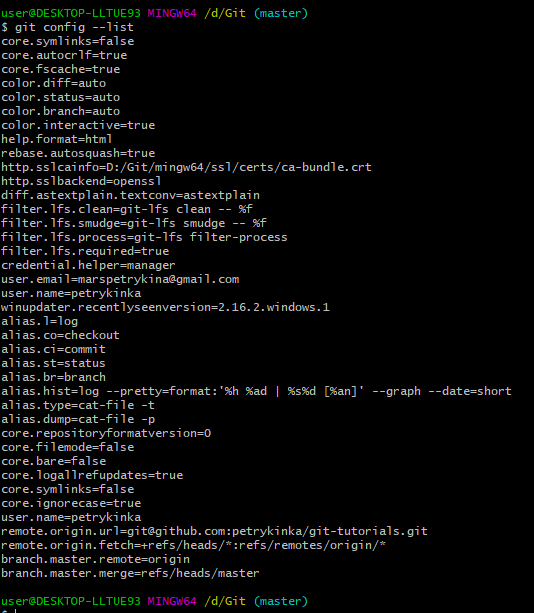 user@DESKTOP-LLTUE93 MINGW64 /d/Git (master)
$ git config --list
core.symlinks=false
core.autocrlf=true
core.fscache=true
color.diff=auto
color.status=auto
color.branch=auto
color.interactive=true
help.format=html
rebase.autosquash=true
http.sslcainfo=D:/Git/mingw64/ssl/certs/ca-bundle.crt
http.sslbackend=openssl
diff.astextplain.textconv=astextplain
filter.lfs.clean=git-lfs clean -- %f
filter.lfs.smudge=git-lfs smudge -- %f
filter.lfs.process=git-lfs filter-process
filter.lfs.required=true
credential.helper=manager
user.email=marspetrykina@gmail.com
user.name=petrykinka
winupdater.recentlyseenversion=2.16.2.windows.1
alias.l=log
alias.co=checkout
alias.ci=commit
alias.st=status
alias.br=branch
alias.hist=log --pretty=format:'%h %ad | %s%d [%an]' --graph --date=short
alias.type=cat-file -t
alias.dump=cat-file -p
core.repositoryformatversion=0
core.filemode=false
core.bare=false
core.logallrefupdates=true
core.symlinks=false
core.ignorecase=true
user.name=petrykinka
remote.origin.url=git@github.com:petrykinka/git-tutorials.git
remote.origin.fetch=+refs/heads/*:refs/remotes/origin/*
branch.master.remote=origin
branch.master.merge=refs/heads/master
user@DESKTOP-LLTUE93 MINGW64 /d/Git (master)
$